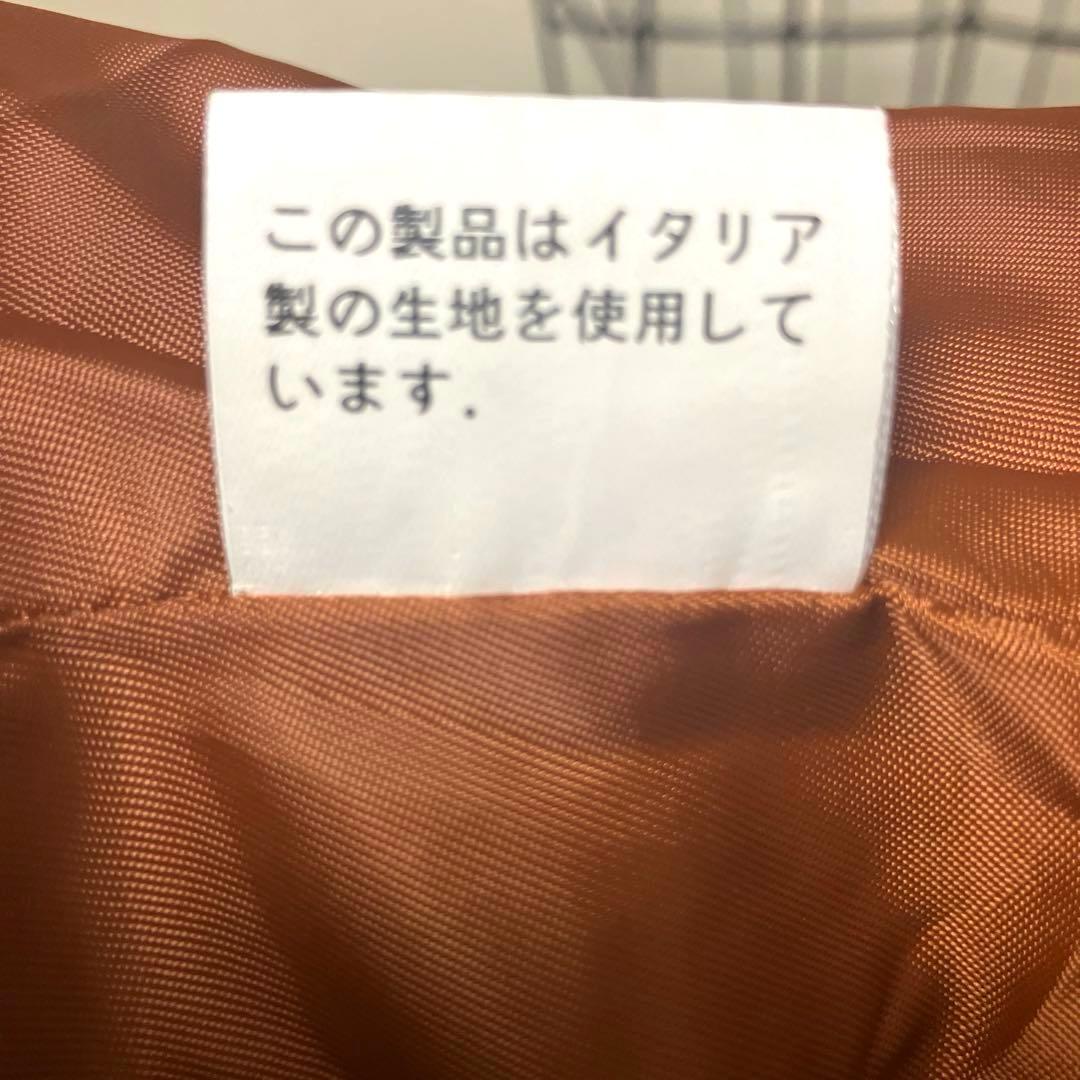 この製品はイタリア
製の生地を使用して
います.